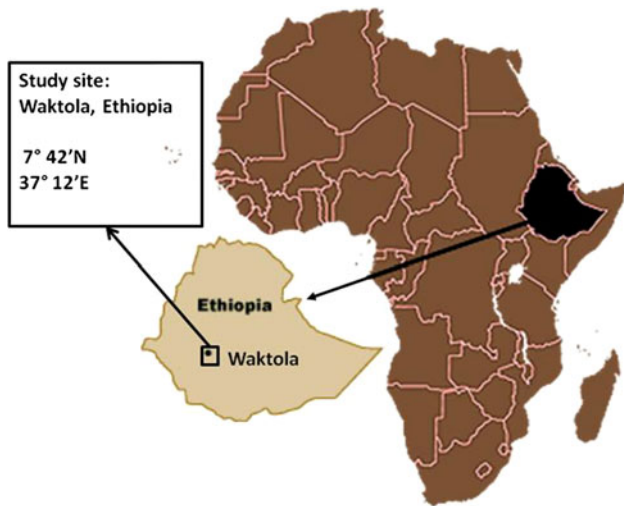 Study site:
Waktola, Ethiopia
7° 42’N
37° 12’E
Ethiopia
Waktola